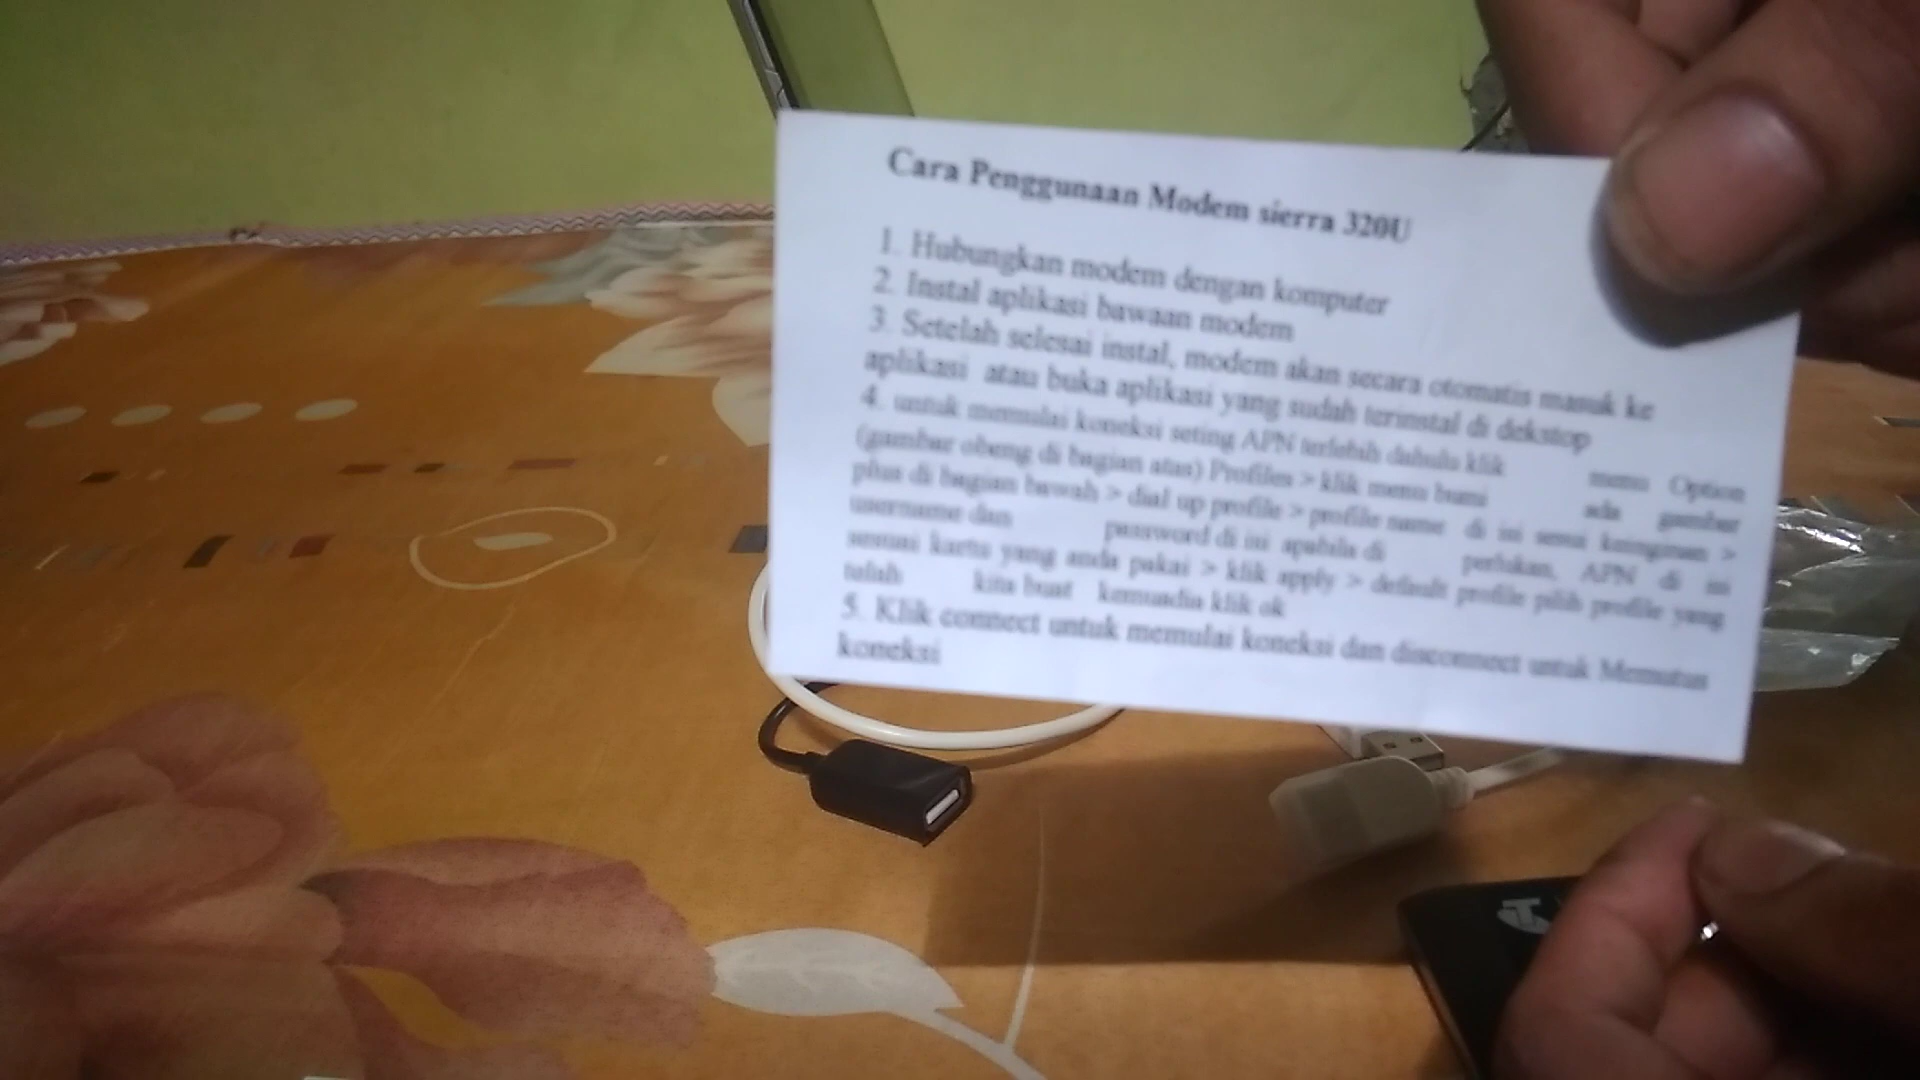 Cara Penggunaan Modem sierra 320U
1. Hubungkan modem dengan komputer
2. Instal aplikasi bawaan modem
3. Setelah selesai instal, modem akan secara otomatis masuk ke
aplikasi atau buka aplikasi yang sudah terinstal di dekstop
4. untuk memulai koneksi seting APN terlebih dahulu klik menu Option
(gambar obeng di bagian atas) Profiles > klik menu bumi ada gambar
plus di bagian bawah > dial up profile > profile name di isi sesui keinginan >
username dan password di isi apabila di perlukan, APN di isi
sesuai kartu yang anda pakai > klik apply > default profile pilih profile yang
telah kita buat kemuadia klik ok
5. Klik connect untuk memulai koneksi dan disconnect untuk Memutus
koneksi